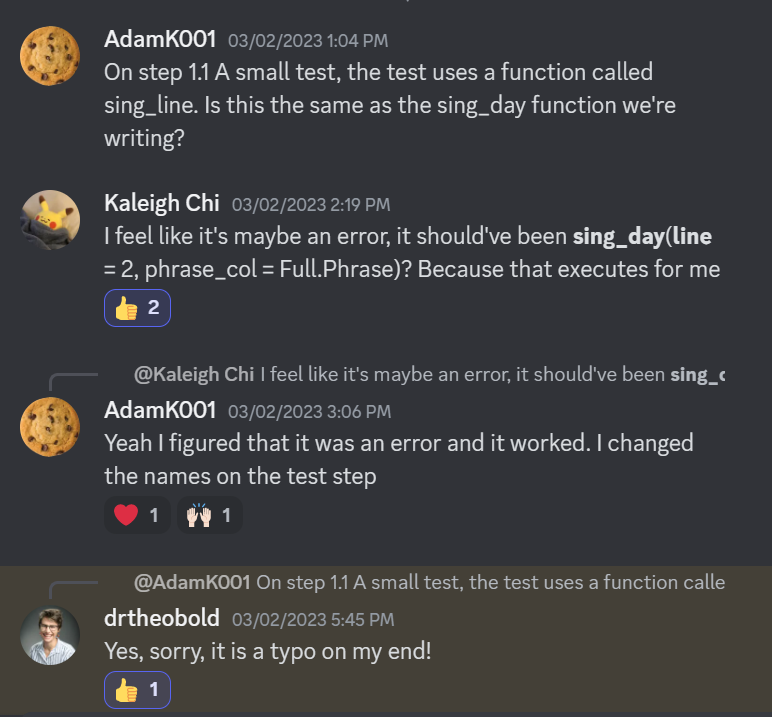 AdamK001 03/02/2023 1:04 PM
On step 1.1 A small test, the test uses a function called
sing_line. Is this the same as the sing_day function we're
writing?
Kaleigh Chi 03/02/2023 2:19 PM
I feel like it's maybe an error, it should've been sing_day(line
= 2, phrase_col = Full.Phrase)? Because that executes for me
👍 2
@Kaleigh Chi I feel like it's maybe an error, it should've been sing_
AdamK001 03/02/2023 3:06 PM
Yeah I figured that it was an error and it worked. I changed
the names on the test step
❤️ 1 🙌🏻 1
@AdamK001 On step 1.1 A small test, the test uses a function calle
drtheobold 03/02/2023 5:45 PM
Yes, sorry, it is a typo on my end!
👍 1